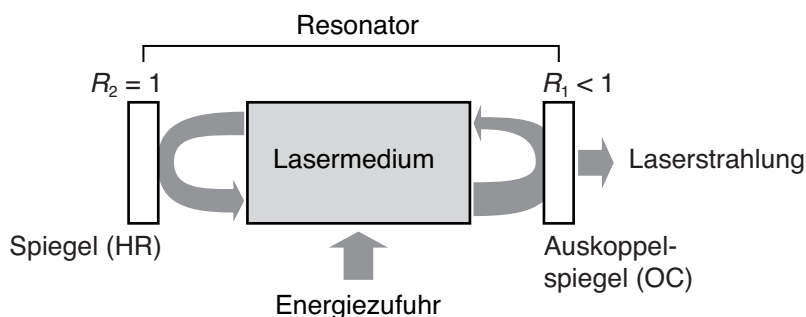 Resonator
R₂ = 1
R₁ < 1
Lasermedium
Laserstrahlung
Spiegel (HR)
Auskoppel-
spiegel (OC)
Energiezufuhr